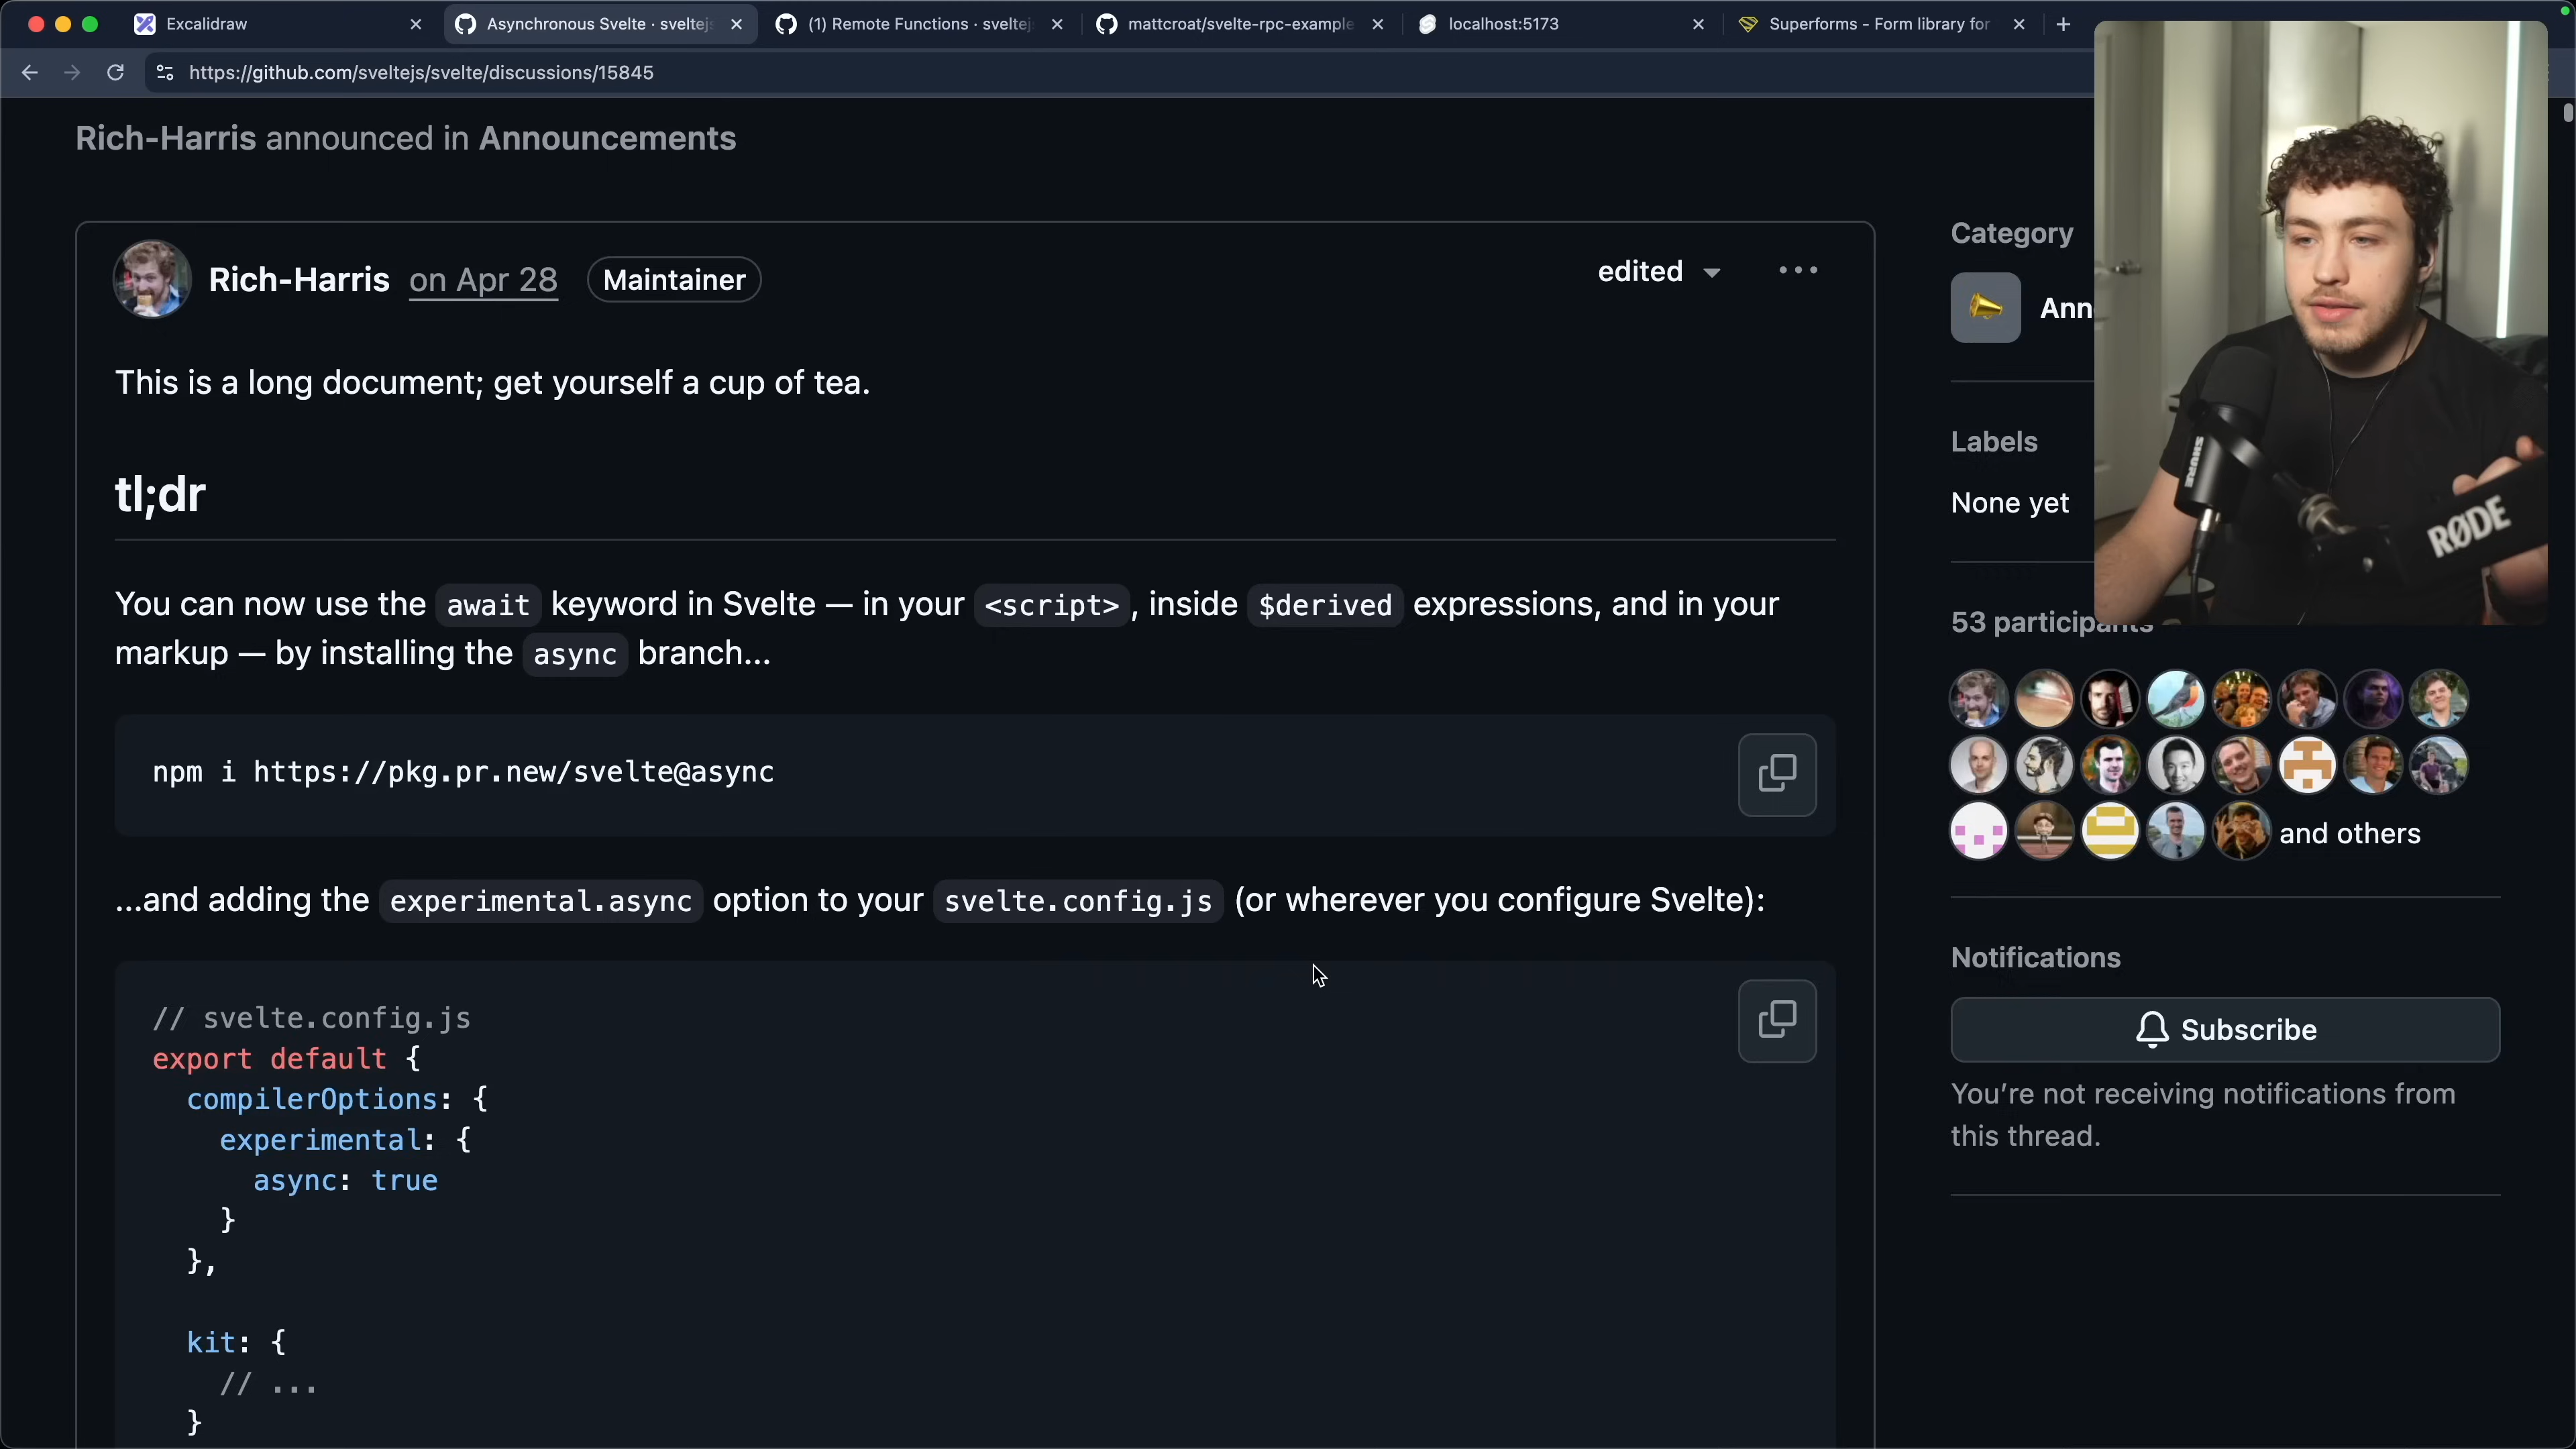 Excalidraw
Asynchronous Svelte · sveltejs
(1) Remote Functions · sveltejs
mattcroat/svelte-rpc-example
localhost:5173
Superforms - Form library for
https://github.com/sveltejs/svelte/discussions/15845
Rich-Harris announced in Announcements
Rich-Harris on Apr 28 Maintainer
edited
This is a long document; get yourself a cup of tea.
tl;dr
You can now use the await keyword in Svelte — in your <script>, inside $derived expressions, and in your
markup — by installing the async branch...
npm i https://pkg.pr.new/svelte@async
...and adding the experimental.async option to your svelte.config.js (or wherever you configure Svelte):
// svelte.config.js
export default {
compilerOptions: {
experimental: {
async: true
}
},
kit: {
// ...
}
Category
Ann
Labels
None yet
53 participants
and others
Notifications
Subscribe
You're not receiving notifications from
this thread.
SHURE
RØDE